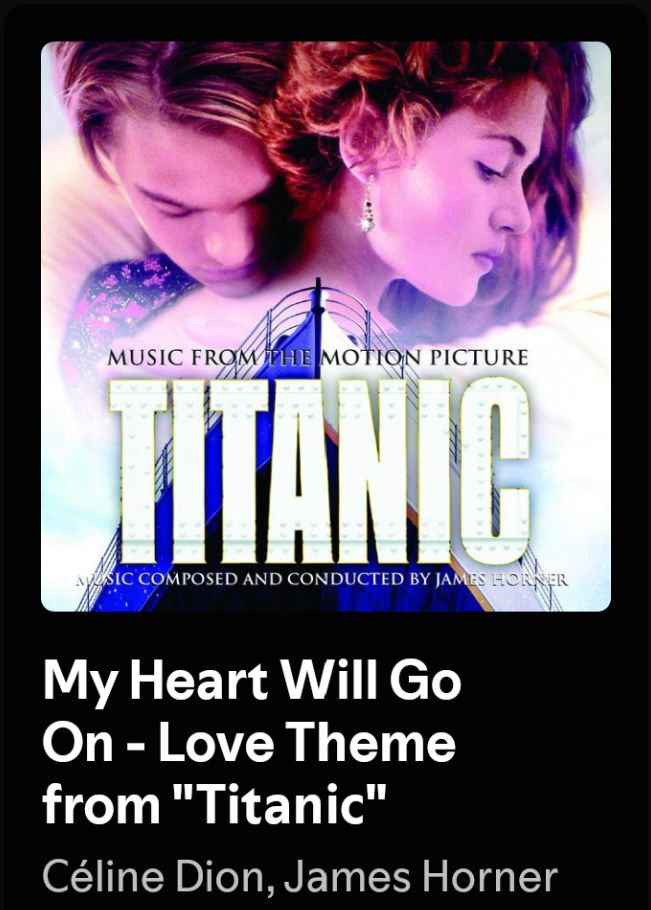 MUSIC FROM THE MOTION PICTURE
TITANIC
MUSIC COMPOSED AND CONDUCTED BY JAMES HORNER
My Heart Will Go
On - Love Theme
from "Titanic"
Céline Dion, James Horner